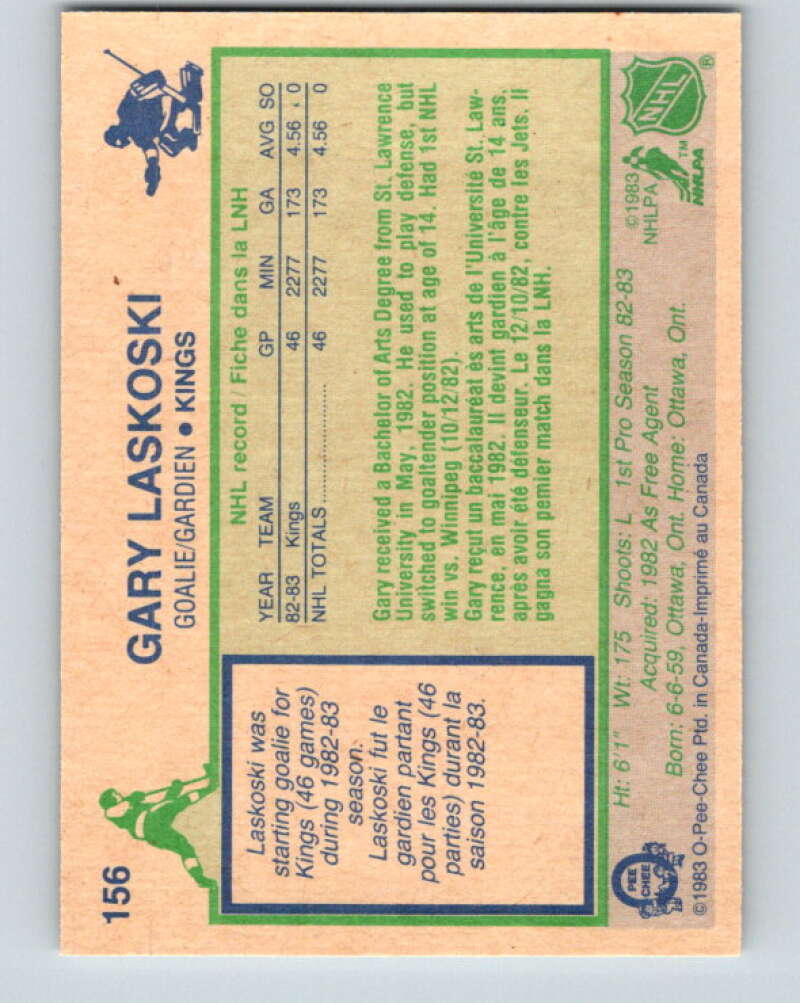 156
GARY LASKOSKI
GOALIE/GARDIEN • KINGS
Laskoski was
starting goalie for
Kings (46 games)
during 1982-83
season.
Laskoski fut le
gardien partant
pour les Kings (46
parties) durant la
saison 1982-83.
NHL record / Fiche dans la LNH
YEAR TEAM GP MIN GA AVG SO
82-83 Kings 46 2277 173 4.56 0
NHL TOTALS 46 2277 173 4.56 0
Gary received a Bachelor of Arts Degree from St. Lawrence
University in May, 1982. He used to play defense, but
switched to goaltender position at age of 14. Had 1st NHL
win vs. Winnipeg (10/12/82).
Gary reçut un baccalauréat ès arts de l'Université St. Law-
rence, en mai 1982. Il devint gardien à l'âge de 14 ans,
après avoir été défenseur. Le 12/10/82, contre les Jets, il
gagna son pemier match dans la LNH.
Ht: 6'1" Wt: 175 Shoots: L 1st Pro Season 82-83
Acquired: 1982 As Free Agent
Born: 6-6-59, Ottawa, Ont. Home: Ottawa, Ont.
©1983 O-Pee-Chee Ptd. in Canada-Imprimé au Canada
PEE
CHEE
©1983
NHLPA
NHLPA
TM
NHL
®